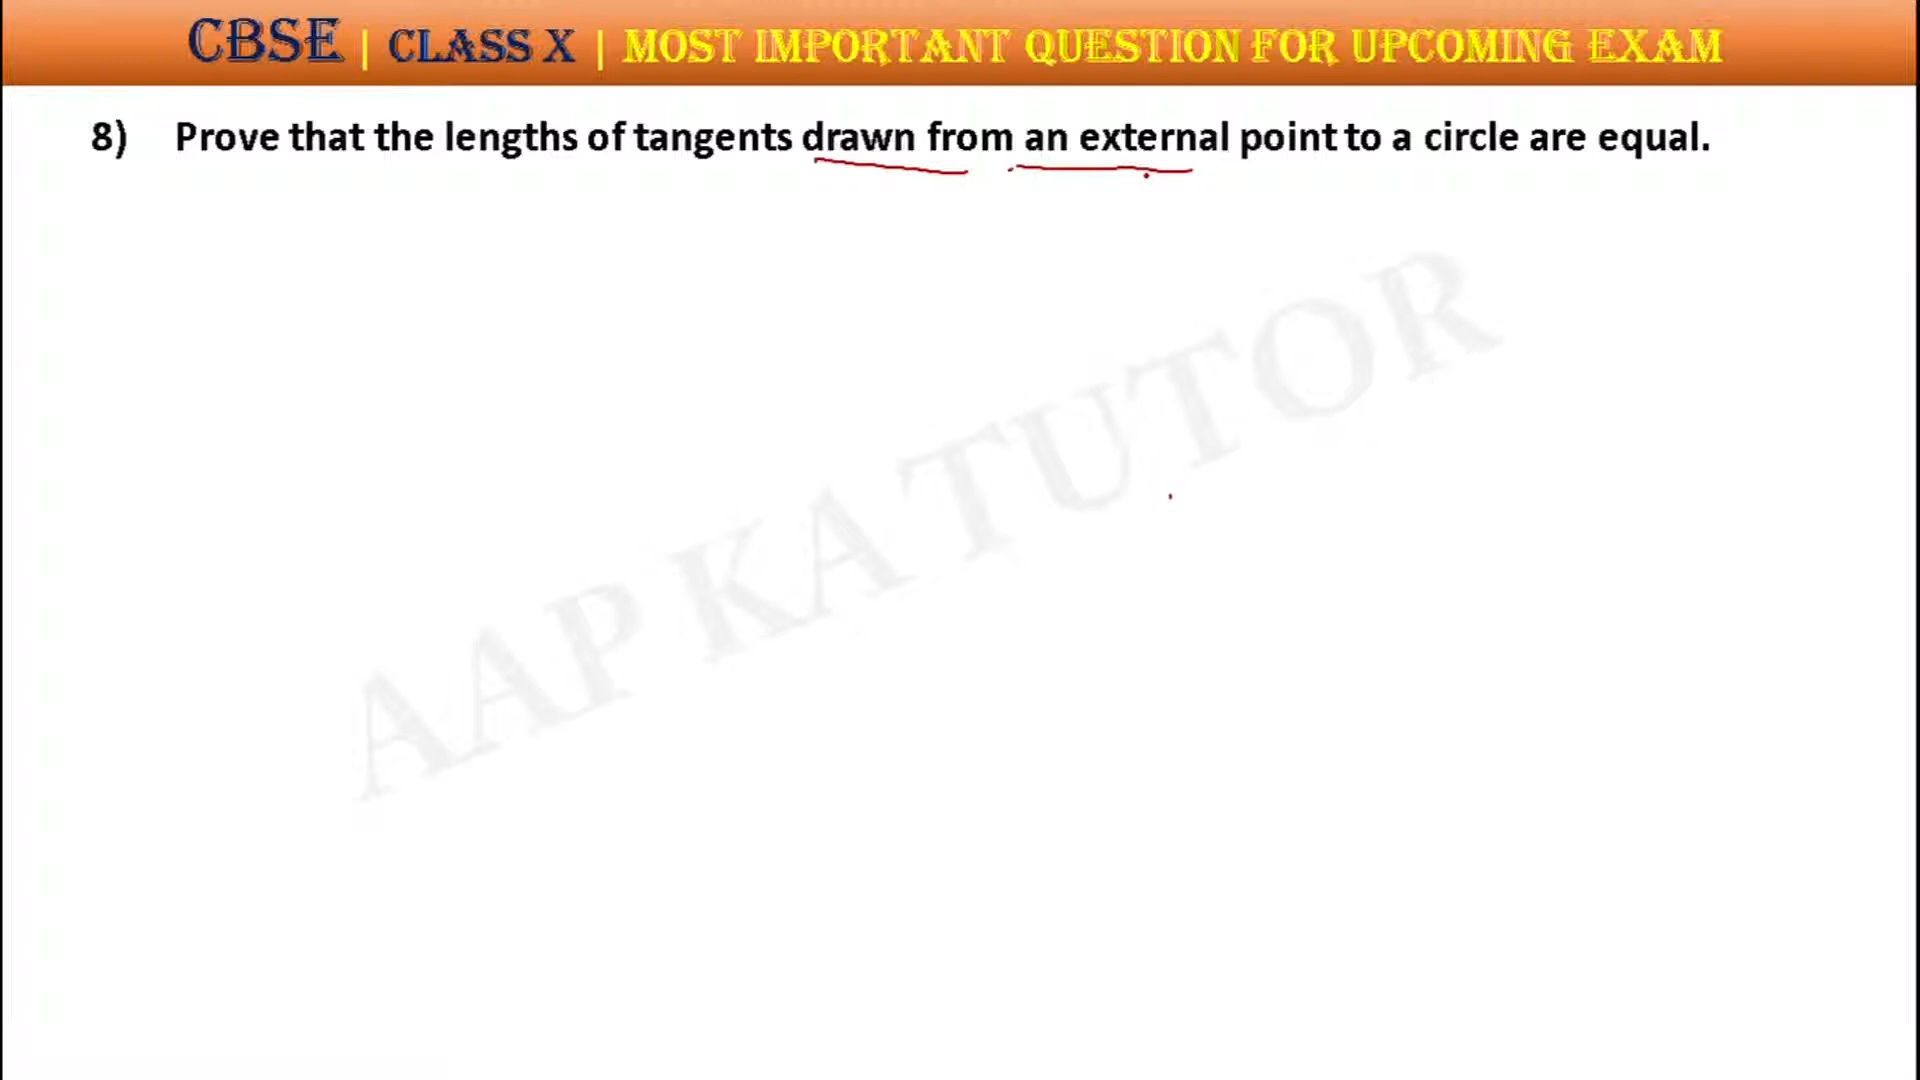 CBSE | CLASS X | MOST IMPORTANT QUESTION FOR UPCOMING EXAM
8) Prove that the lengths of tangents drawn from an external point to a circle are equal.
AAP KA TUTOR